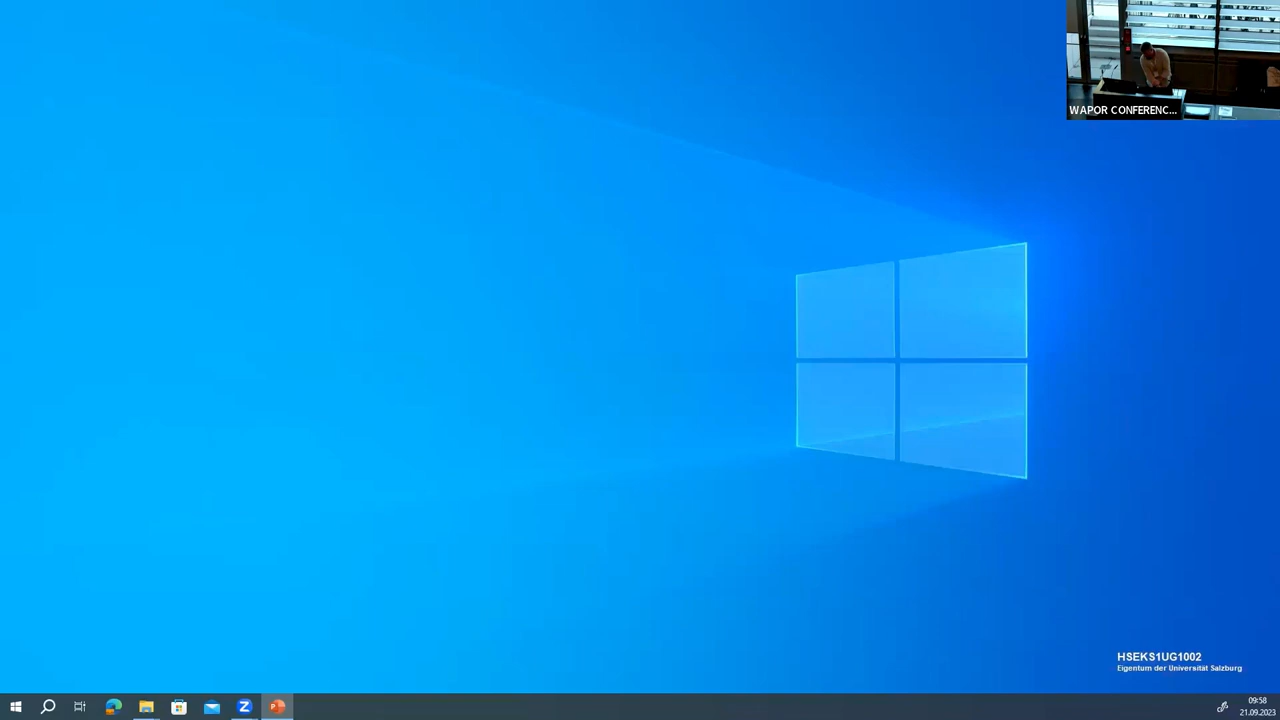 WAPOR CONFERENC...
HSEKS1UG1002
Eigentum der Universität Salzburg
09:58
21.09.2023